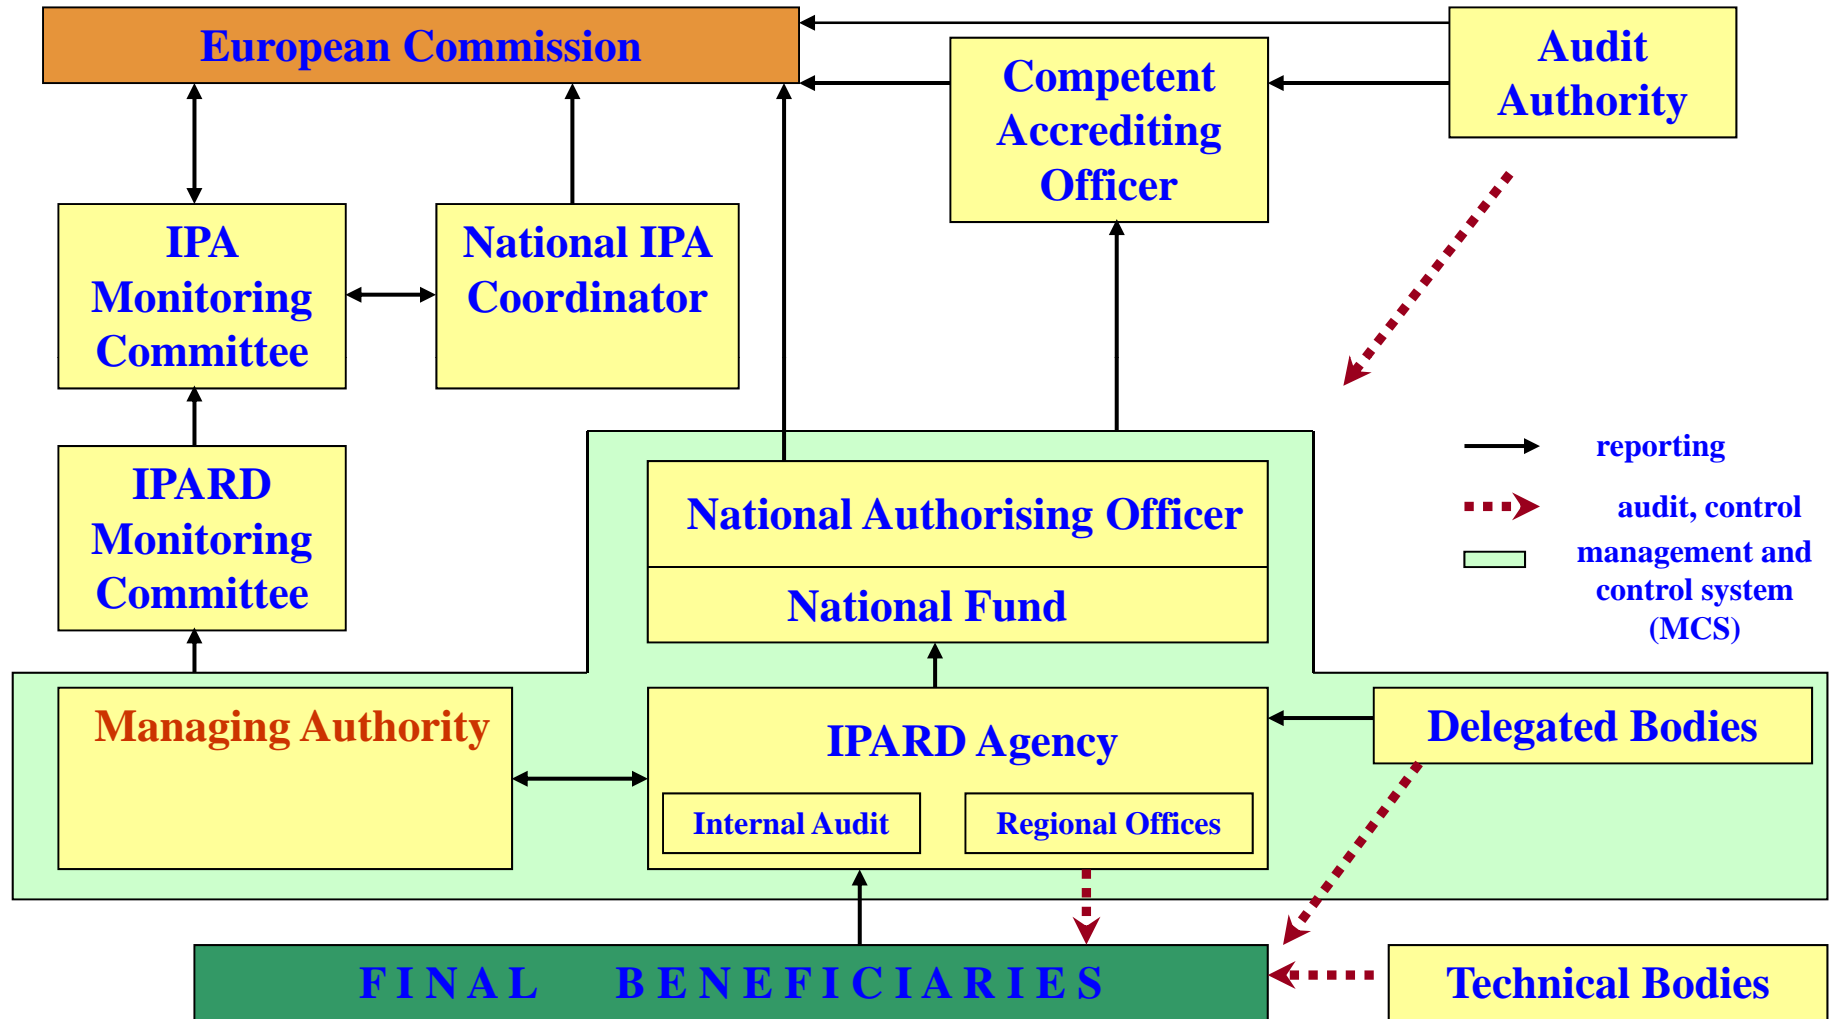 European Commission
Audit
Authority
Competent
Accrediting
Officer
IPA
Monitoring
Committee
National IPA
Coordinator
IPARD
Monitoring
Committee
National Authorising Officer
National Fund
reporting
audit, control
management and
control system
(MCS)
Managing Authority
IPARD Agency
Internal Audit
Regional Offices
Delegated Bodies
FINAL BENEFICIARIES
Technical Bodies